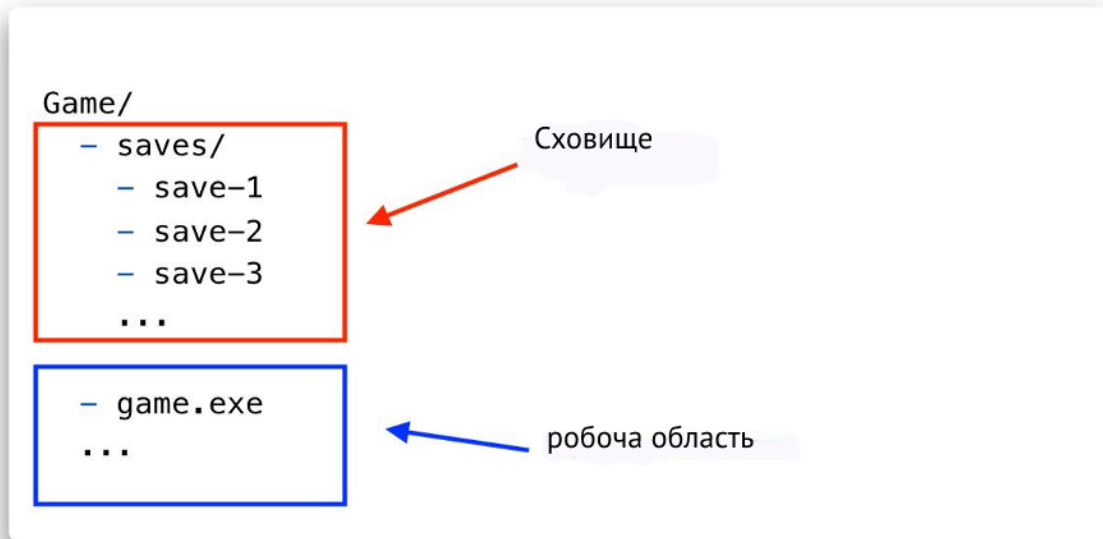 Game/
- saves/
Сховище
- save-1
- save-2
- save-3
...
- game.exe
робоча область
...